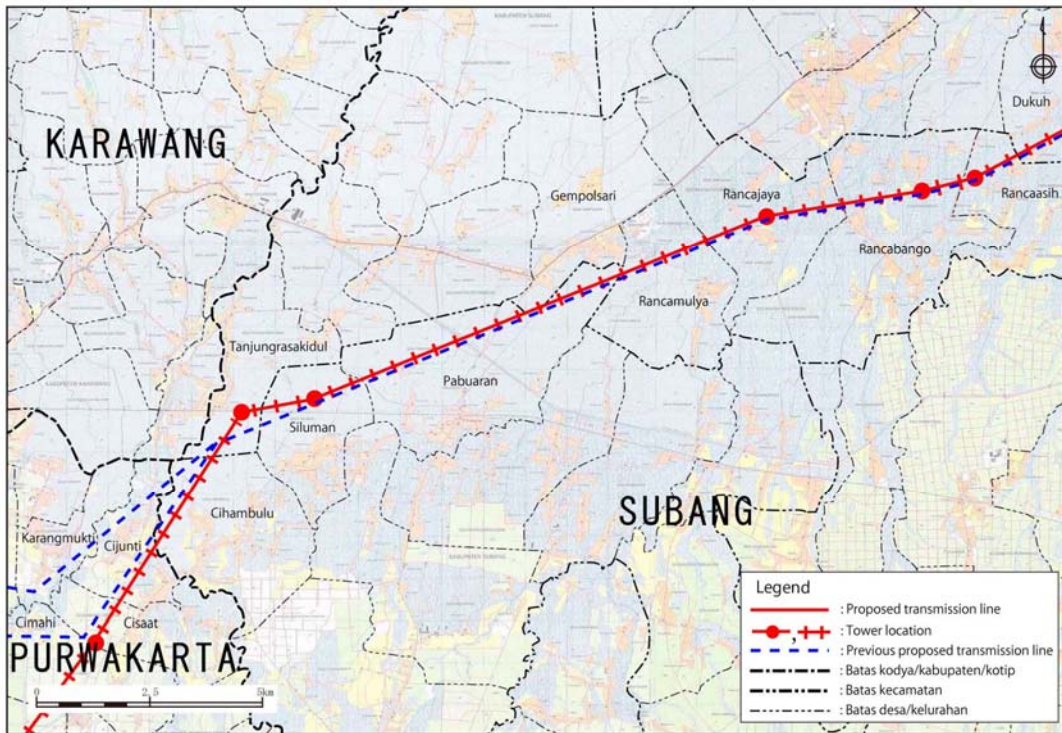 Dukuh
KARAWANG
Gempolsari
Rancajaya
Rancaasih
Rancabango
Rancamulya
Tanjungrasakidul
Pabuaran
Siluman
SUBANG
Cihambulu
Karangmukti
Cijunti
Cimahi
Cisaat
PURWAKARTA
0 2.5 5km
Legend
: Proposed transmission line
, : Tower location
: Previous proposed transmission line
: Batas kodya/kabupaten/kotip
: Batas kecamatan
: Batas desa/kelurahan